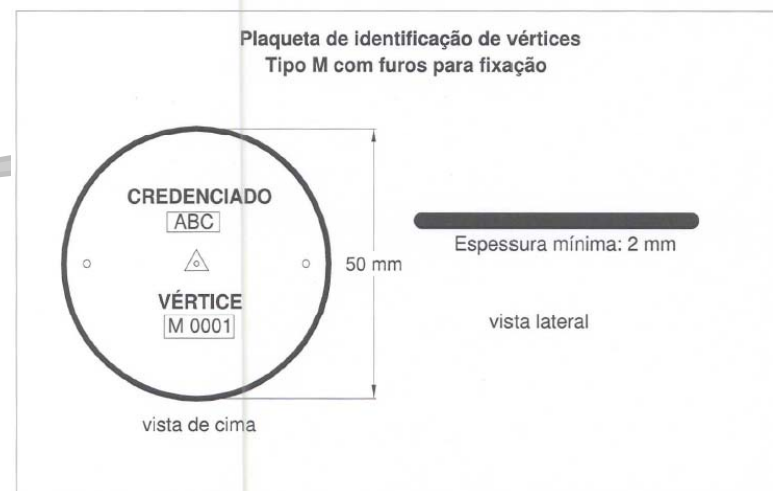 Plaqueta de identificação de vértices
Tipo M com furos para fixação
CREDENCIADO
ABC
VÉRTICE
M 0001
50 mm
vista de cima
Espessura mínima: 2 mm
vista lateral